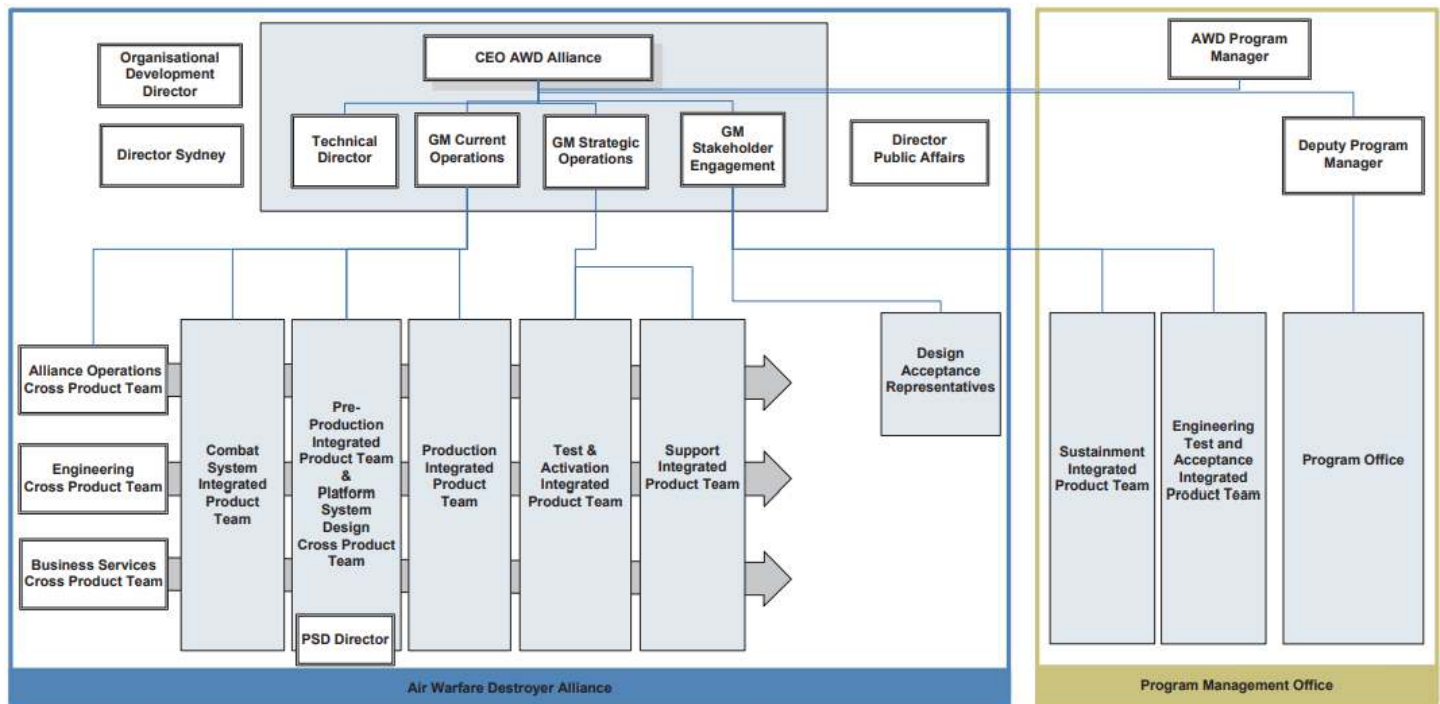 CEO AWD Alliance
AWD Program
Manager
Organisational
Development
Director
Director Sydney
Technical
Director
GM Current
Operations
GM Strategic
Operations
GM
Stakeholder
Engagement
Director
Public Affairs
Deputy Program
Manager
Alliance Operations
Cross Product Team
Engineering
Cross Product Team
Business Services
Cross Product Team
Combat
System
Integrated
Product
Team
Pre-
Production
Integrated
Product Team
&
Platform
System
Design
Cross Product
Team
PSD Director
Production
Integrated
Product Team
Test &
Activation
Integrated
Product Team
Support
Integrated
Product Team
Design
Acceptance
Representatives
Sustainment
Integrated
Product Team
Engineering
Test and
Acceptance
Integrated
Product Team
Program Office
Air Warfare Destroyer Alliance
Program Management Office